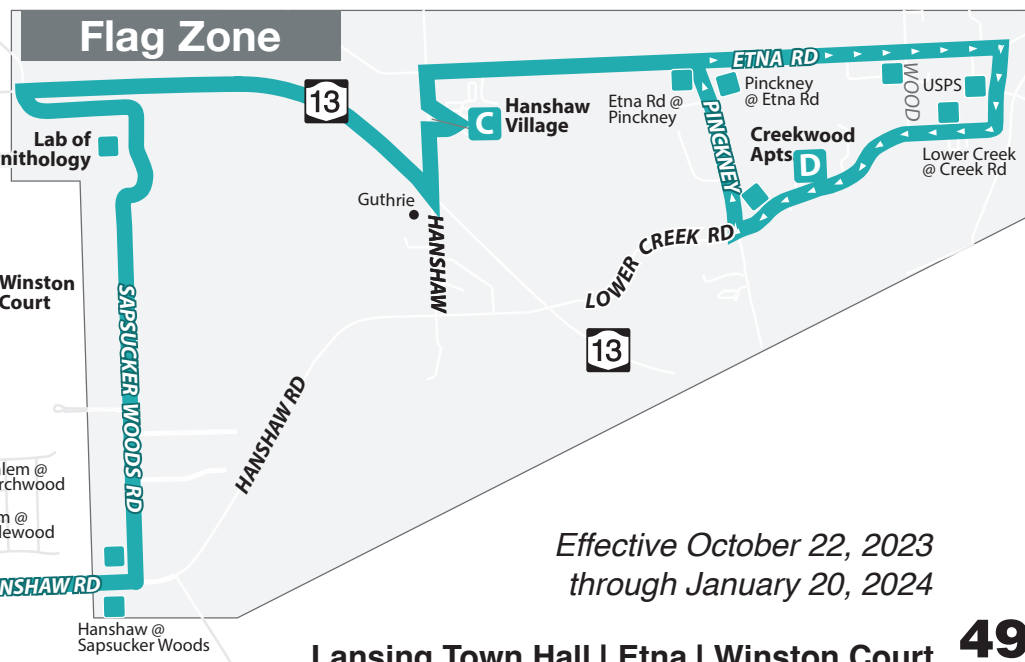 Flag Zone
13
Lab of
nithology
C
Hanshaw
Village
Etna Rd @
Pinckney
ETNA RD
Pinckney
@ Etna Rd
WOOD
USPS
PINCKNEY
Creekwood
Apts
D
Lower Creek
@ Creek Rd
Guthrie
HANSHAW
LOWER CREEK RD
Winston
Court
SAPSUCKER WOODS RD
13
HANSHAW RD
lem @
rchwood
m @
lewood
NSHAW RD
Hanshaw @
Sapsucker Woods
Effective October 22, 2023
through January 20, 2024
Lansing Town Hall | Etna | Winston Court
49